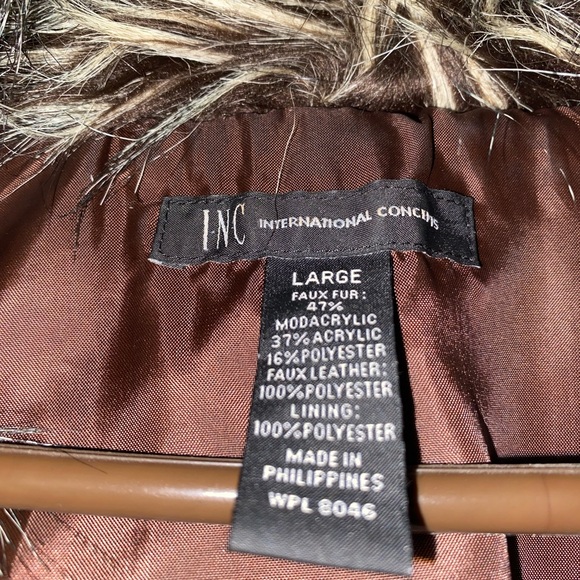 I·N·C INTERNATIONAL CONCEPTS
LARGE
FAUX FUR:
47%
MODACRYLIC
37%ACRYLIC
16%POLYESTER
FAUX LEATHER:
100%POLYESTER
LINING:
100%POLYESTER
MADE IN
PHILIPPINES
WPL 8046